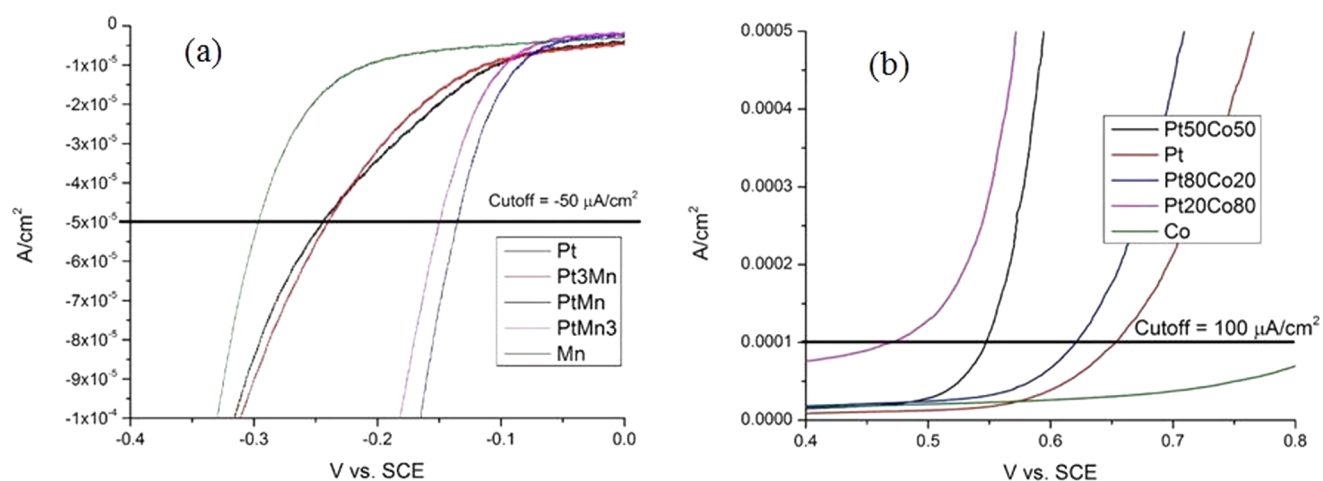 (a)
0
-1x10⁻⁵
-2x10⁻⁵
-3x10⁻⁵
-4x10⁻⁵
-5x10⁻⁵
-6x10⁻⁵
-7x10⁻⁵
-8x10⁻⁵
-9x10⁻⁵
-1x10⁻⁴
A/cm²
Cutoff = -50 μA/cm²
Pt
Pt3Mn
PtMn
PtMn3
Mn
-0.4 -0.3 -0.2 -0.1 0.0
V vs. SCE
(b)
0.0005
0.0004
0.0003
0.0002
0.0001
0.0000
A/cm²
Pt50Co50
Pt
Pt80Co20
Pt20Co80
Co
Cutoff = 100 μA/cm²
0.4 0.5 0.6 0.7 0.8
V vs. SCE